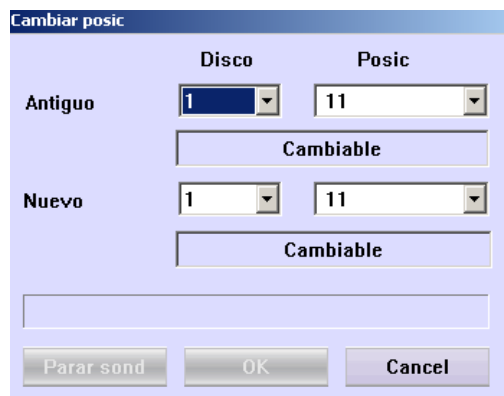 Cambiar posic
Disco Posic
Antiguo 1 11
Cambiable
Nuevo 1 11
Cambiable
Parar sond OK Cancel